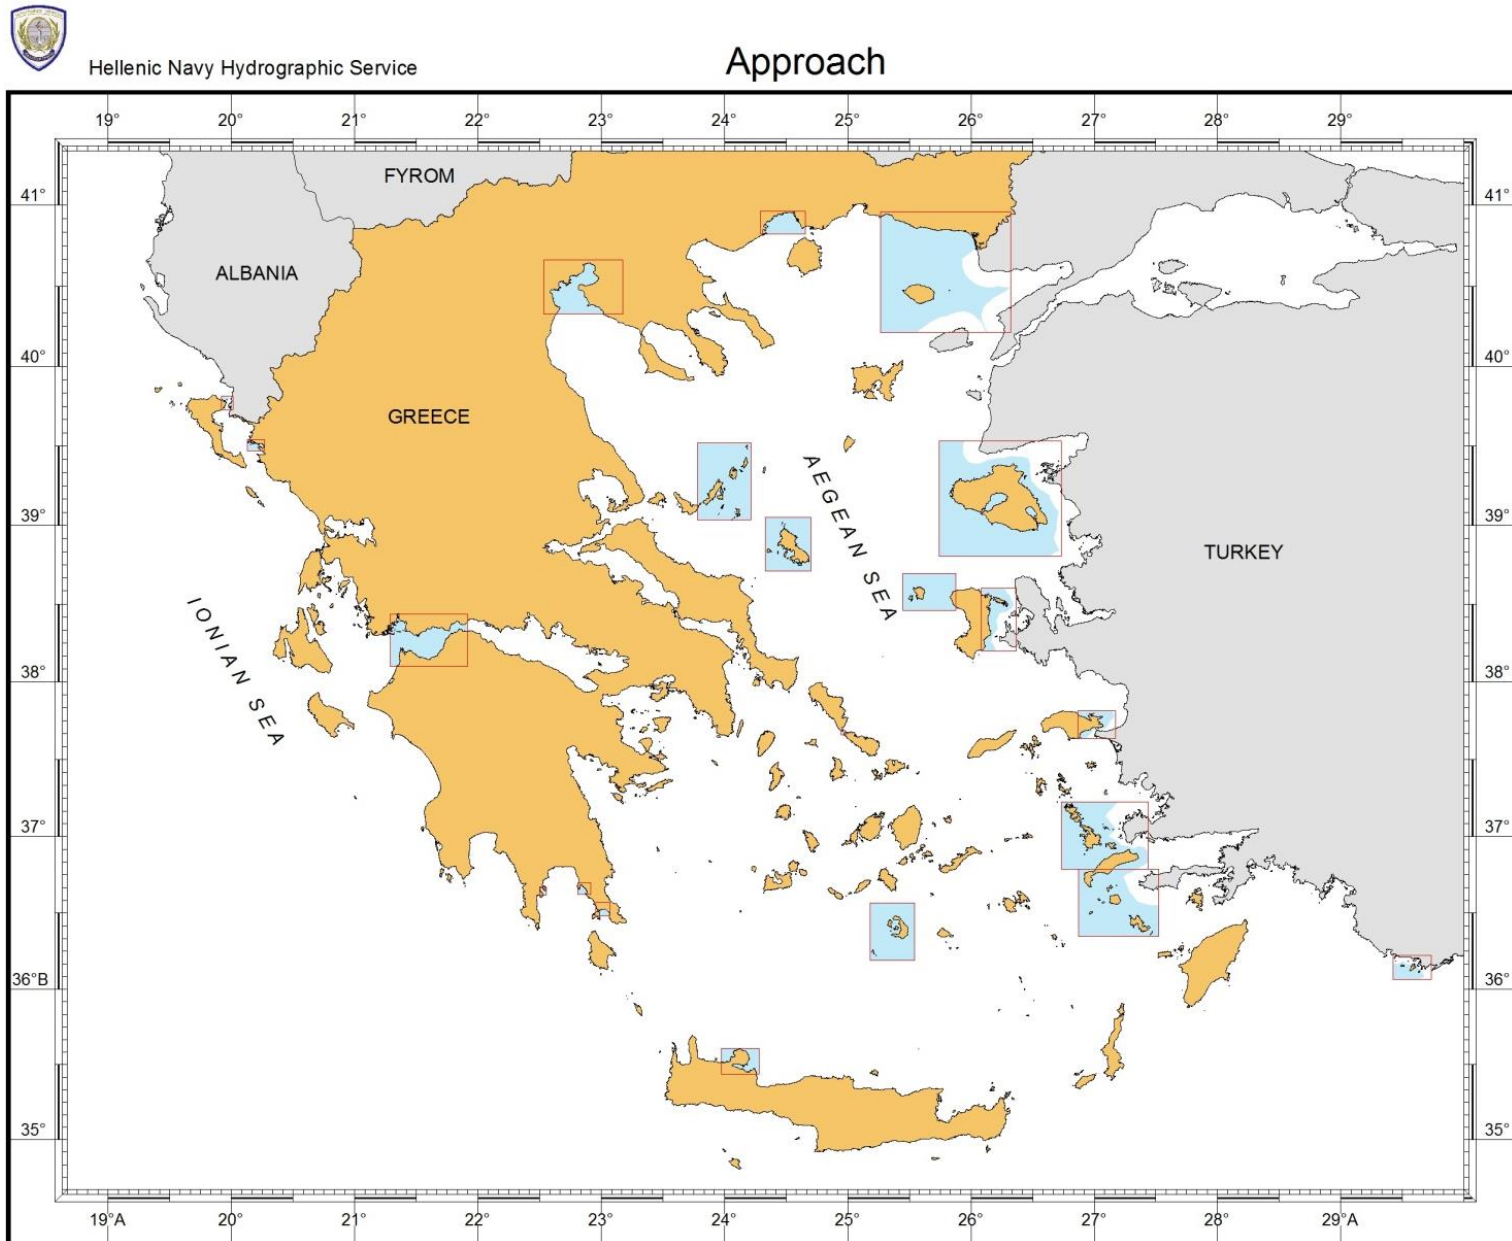 Hellenic Navy Hydrographic Service
Approach
19° 20° 21° 22° 23° 24° 25° 26° 27° 28° 29°
FYROM
41° 41°
ALBANIA
40° 40°
GREECE
AEGEAN SEA
39° 39°
TURKEY
IONIAN SEA
38° 38°
37° 37°
36°B 36°
35° 35°
19°A 20° 21° 22° 23° 24° 25° 26° 27° 28° 29°A